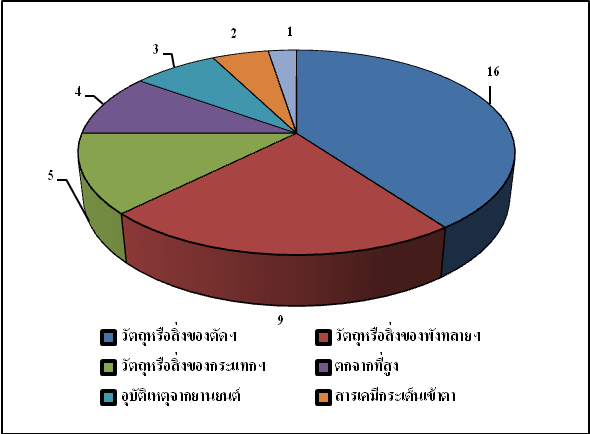 1
2
3
16
4
5
9
วัตถุหรือสิ่งของตัดฯ
วัตถุหรือสิ่งของพังทลายฯ
วัตถุหรือสิ่งของกระแทกฯ
ตกจากที่สูง
อุบัติเหตุจากยานยนต์
สารเคมีกระเด็นเข้าตา